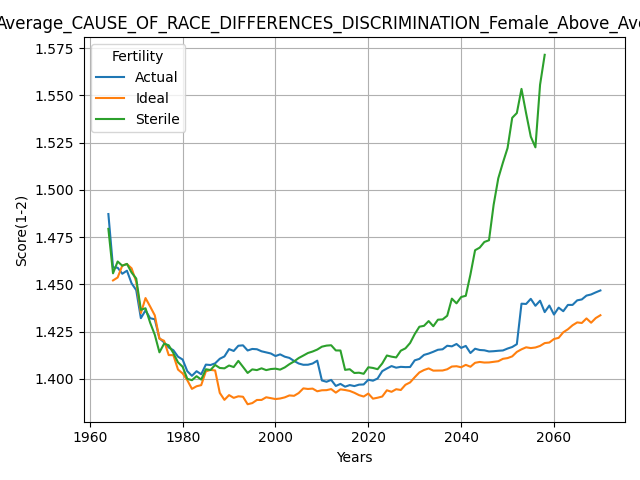 Average_CAUSE_OF_RACE_DIFFERENCES_DISCRIMINATION_Female_Above_Ave
1.575
1.550
1.525
1.500
1.475
1.450
1.425
1.400
Score(1-2)
Fertility
Actual
Ideal
Sterile
1960
1980
2000
2020
2040
2060
Years